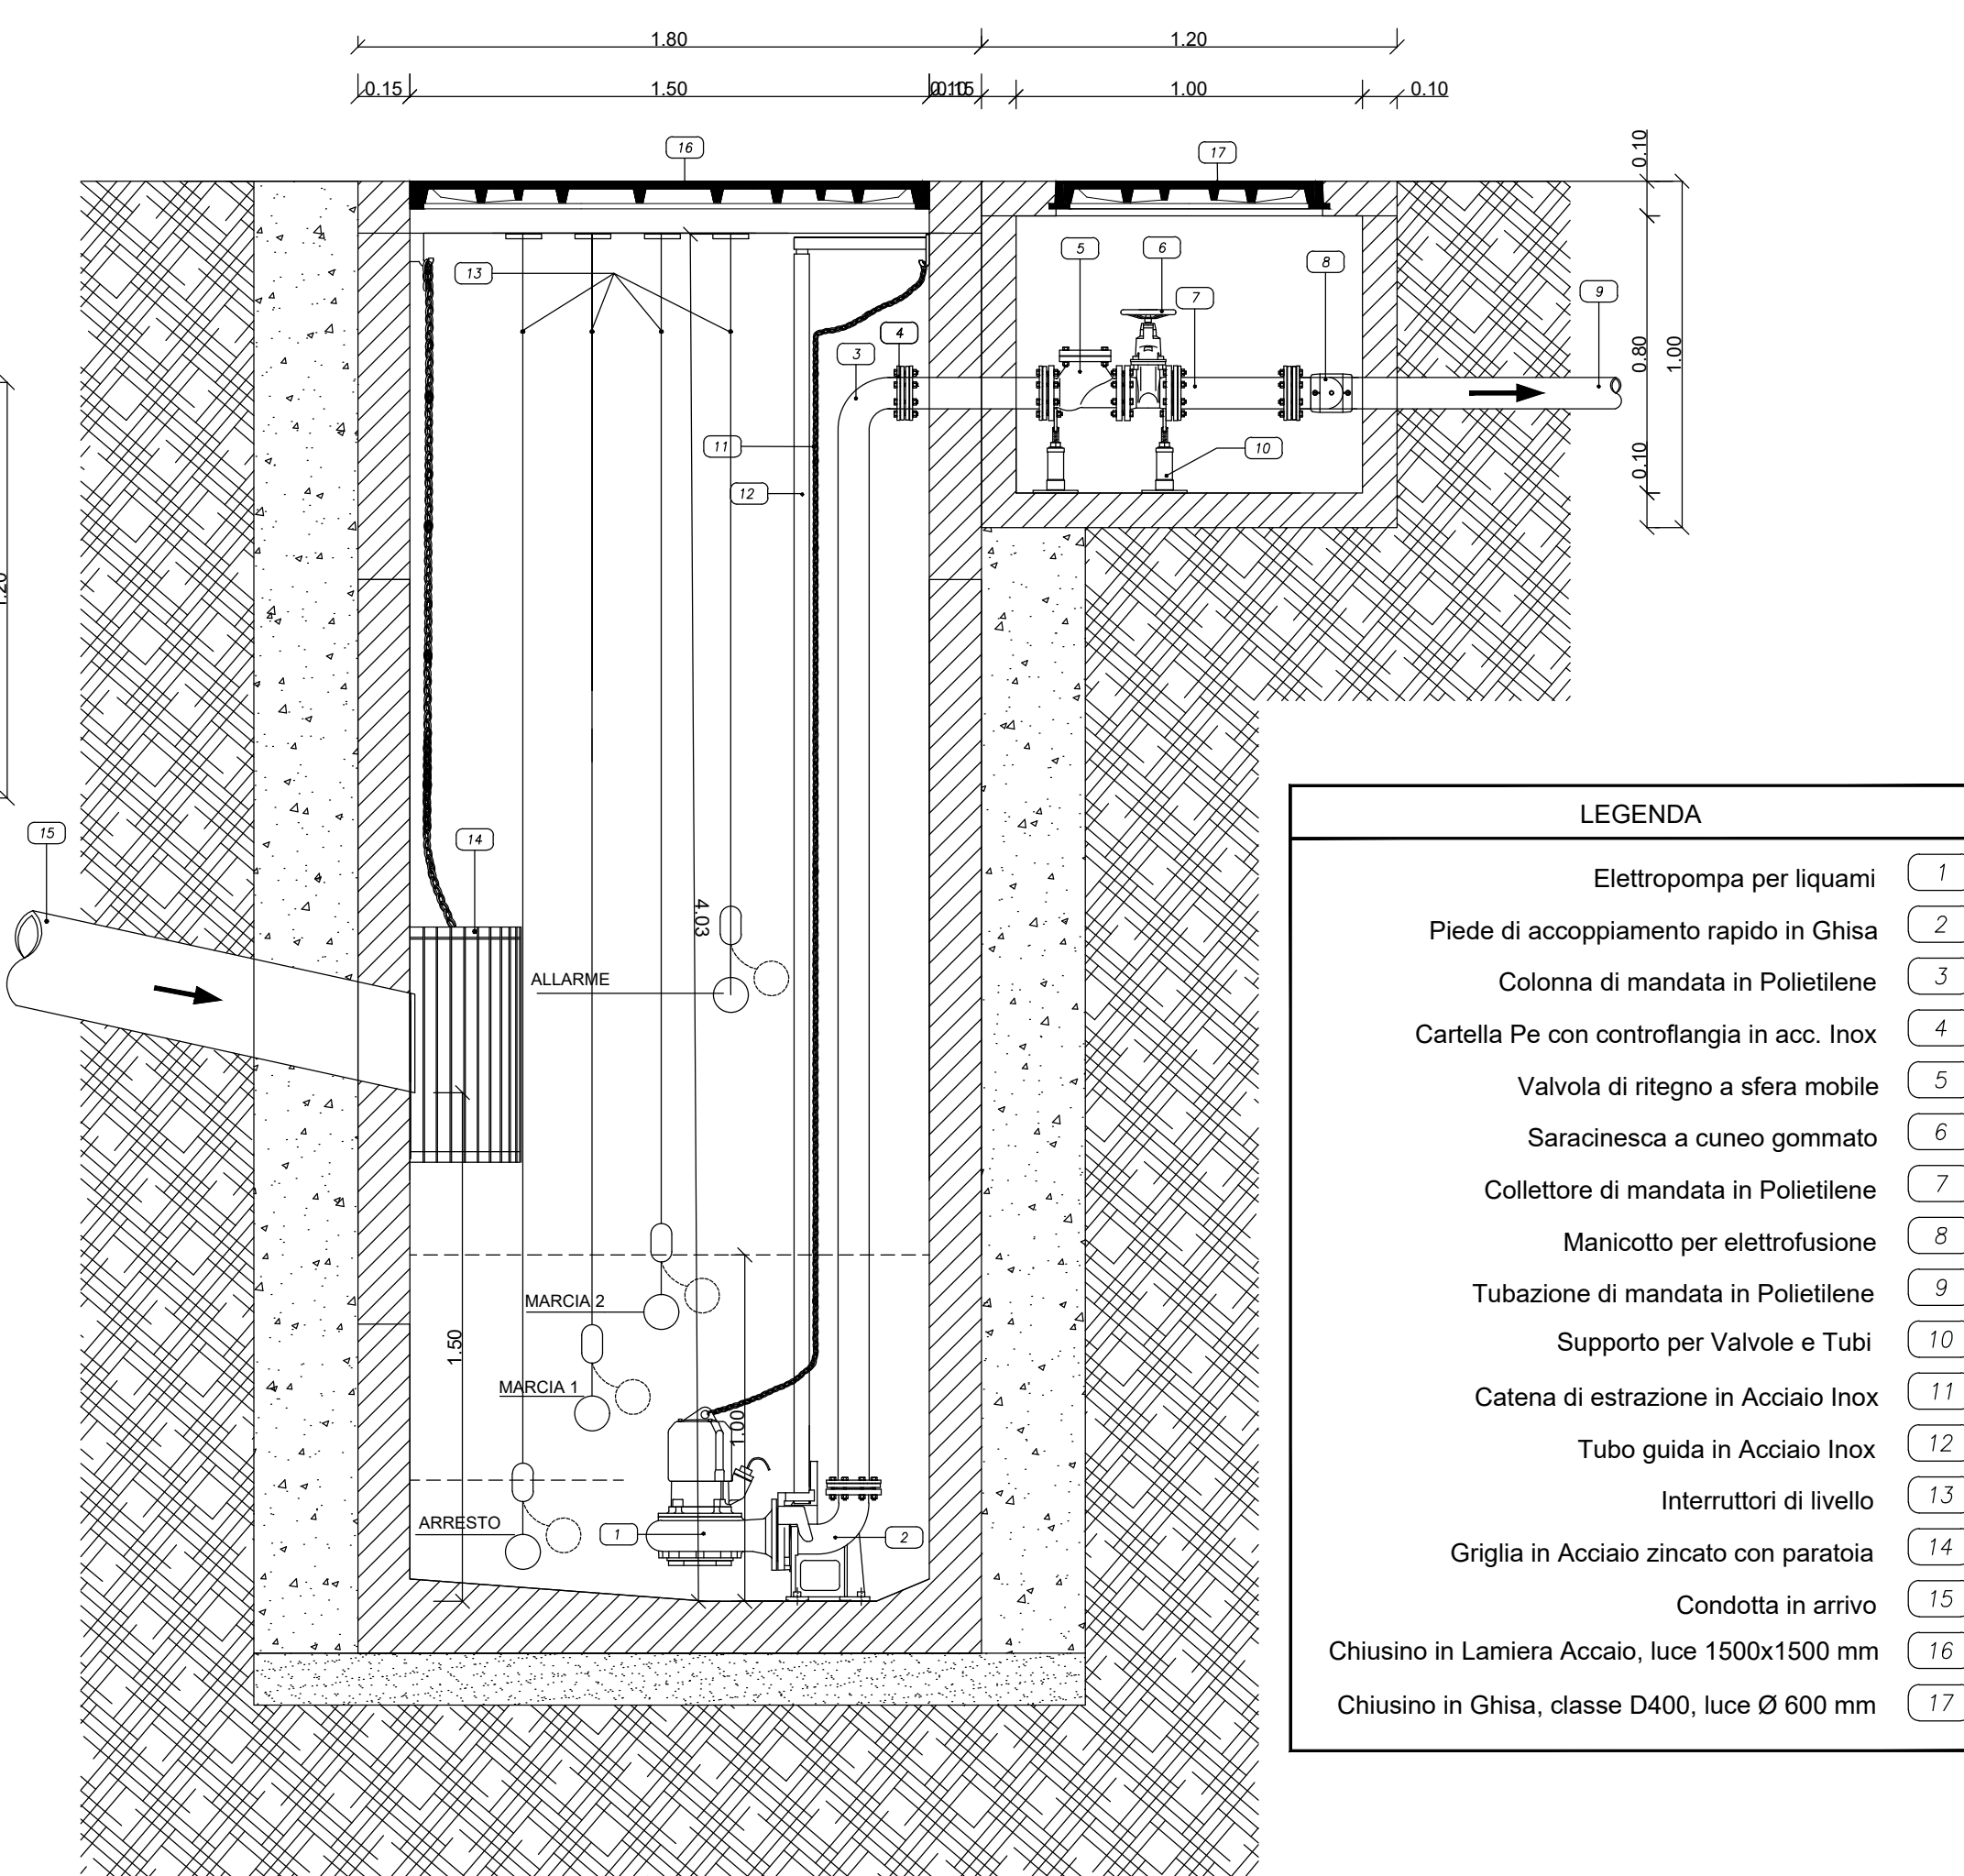 1.80
1.20
0.15
1.50
0.10
0.15
1.00
0.10
0.10
16
17
5
6
13
8
7
9
4
3
0.80
1.00
11
10
0.10
12
1.20
15
14
4.03
ALLARME
MARCIA 2
1.50
MARCIA 1
1.00
ARRESTO
1
2
LEGENDA
Elettropompa per liquami 1
Piede di accoppiamento rapido in Ghisa 2
Colonna di mandata in Polietilene 3
Cartella Pe con controflangia in acc. Inox 4
Valvola di ritegno a sfera mobile 5
Saracinesca a cuneo gommato 6
Collettore di mandata in Polietilene 7
Manicotto per elettrofusione 8
Tubazione di mandata in Polietilene 9
Supporto per Valvole e Tubi 10
Catena di estrazione in Acciaio Inox 11
Tubo guida in Acciaio Inox 12
Interruttori di livello 13
Griglia in Acciaio zincato con paratoia 14
Condotta in arrivo 15
Chiusino in Lamiera Accaio, luce 1500x1500 mm 16
Chiusino in Ghisa, classe D400, luce Ø 600 mm 17